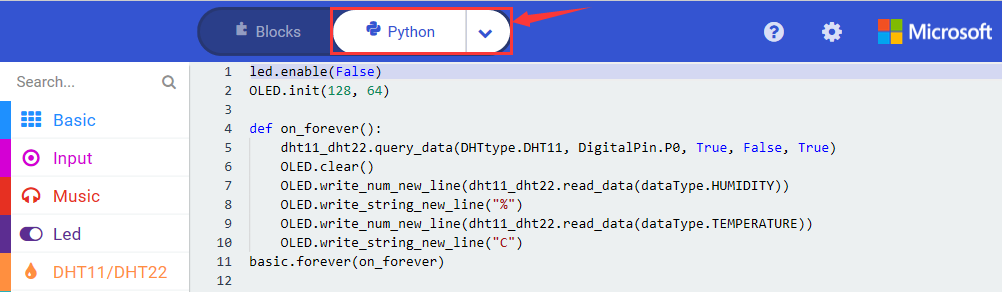 Blocks
Python
Microsoft
Search...
Basic
Input
Music
Led
DHT11/DHT22
1 led.enable(False)
2 OLED.init(128, 64)
3
4 def on_forever():
5     dht11_dht22.query_data(DHTtype.DHT11, DigitalPin.P0, True, False, True)
6     OLED.clear()
7     OLED.write_num_new_line(dht11_dht22.read_data(dataType.HUMIDITY))
8     OLED.write_string_new_line("%")
9     OLED.write_num_new_line(dht11_dht22.read_data(dataType.TEMPERATURE))
10     OLED.write_string_new_line("C")
11 basic.forever(on_forever)
12